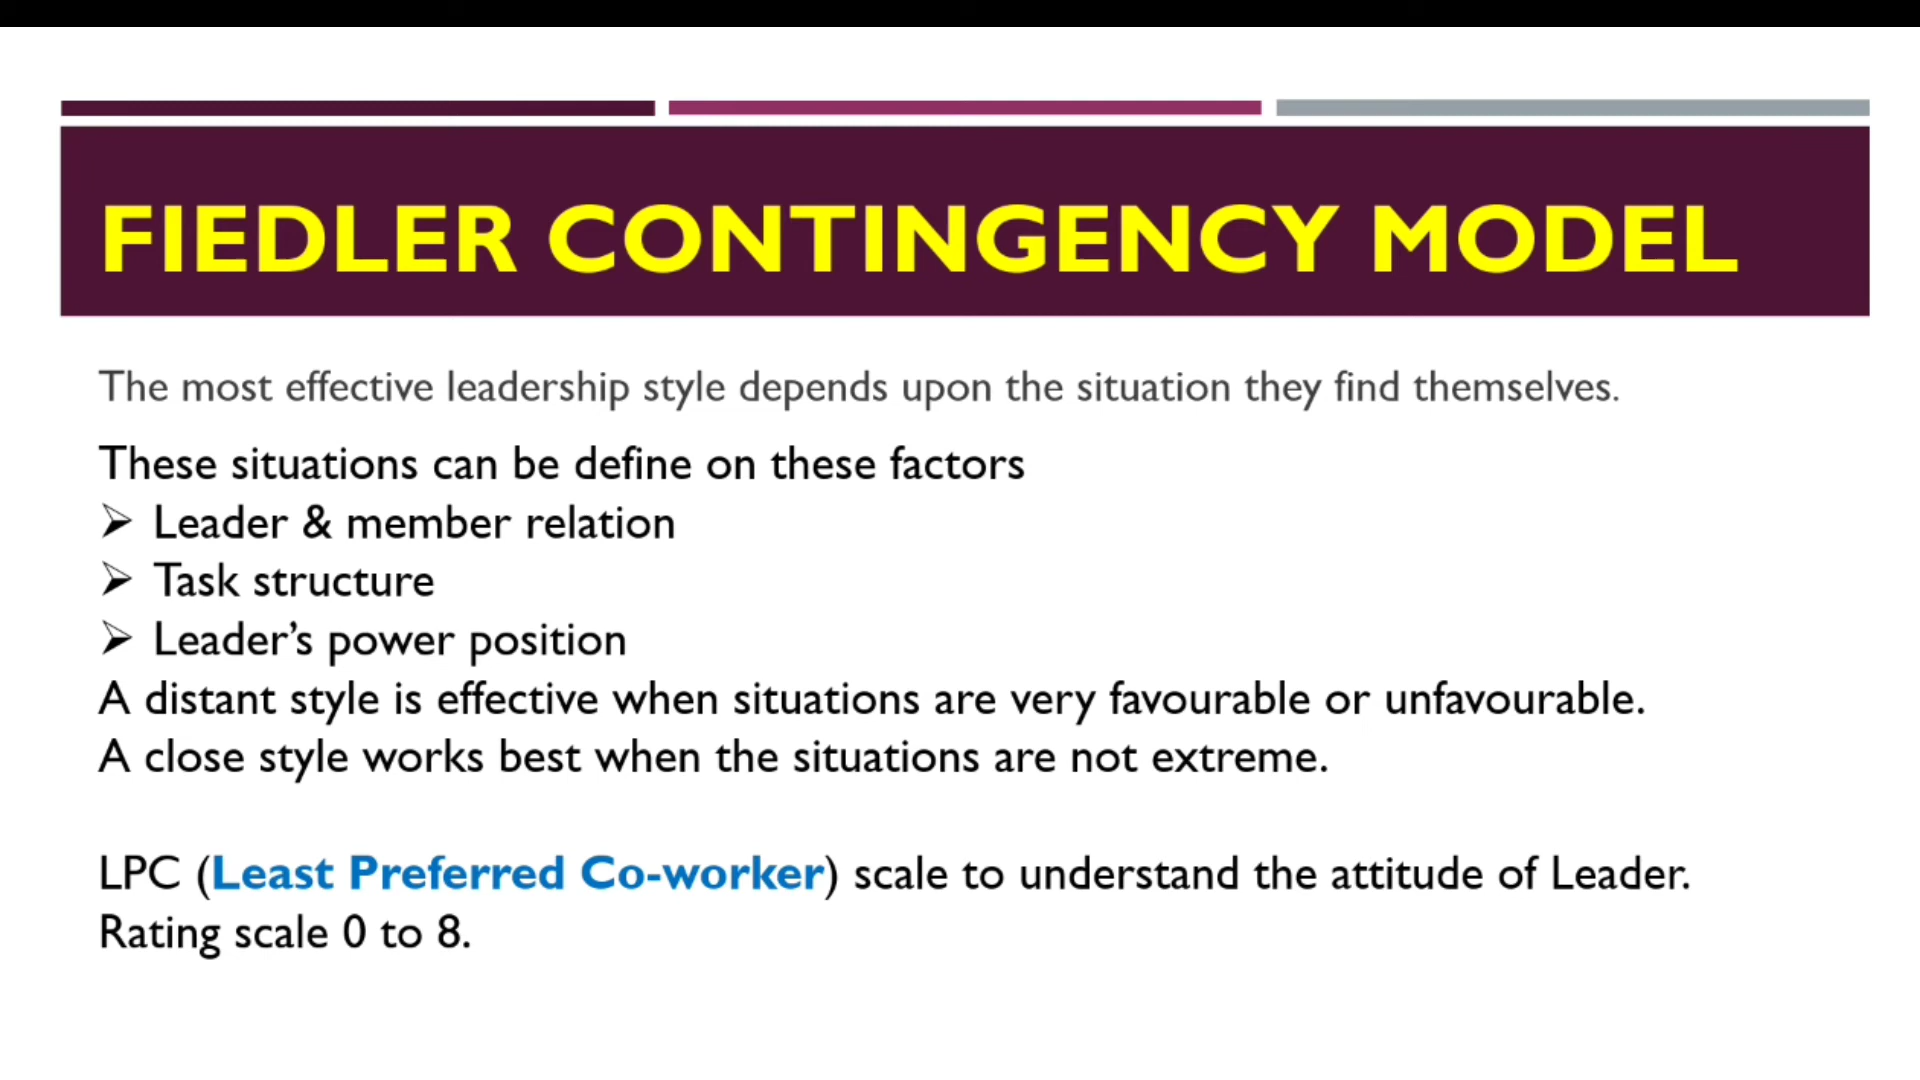 FIEDLER CONTINGENCY MODEL
The most effective leadership style depends upon the situation they find themselves.
These situations can be define on these factors
➢ Leader & member relation
➢ Task structure
➢ Leader’s power position
A distant style is effective when situations are very favourable or unfavourable.
A close style works best when the situations are not extreme.
LPC (Least Preferred Co-worker) scale to understand the attitude of Leader.
Rating scale 0 to 8.